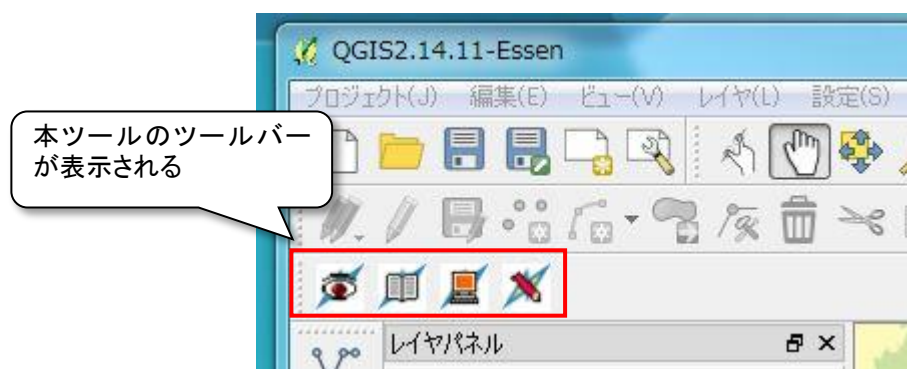 QGIS2.14.11-Essen
プロジェクト(J) 編集(E) ビュー(V) レイヤ(L) 設定(S)
本ツールのツールバー
が表示される
レイヤパネル